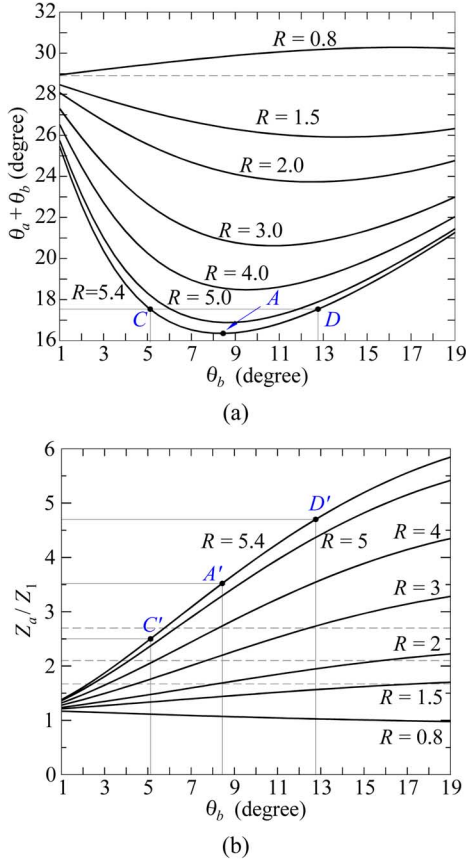 32
30
28
26
24
22
20
18
16
θa + θb (degree)
R = 0.8
R = 1.5
R = 2.0
R = 3.0
R = 4.0
R=5.4
R = 5.0
A
C
D
1 3 5 7 9 11 13 15 17 19
θb (degree)
(a)
6
5
4
3
2
1
0
Za / Z1
D'
R = 5.4
R = 5
R = 4
A'
R = 3
C'
R = 2
R = 1.5
R = 0.8
1 3 5 7 9 11 13 15 17 19
θb (degree)
(b)